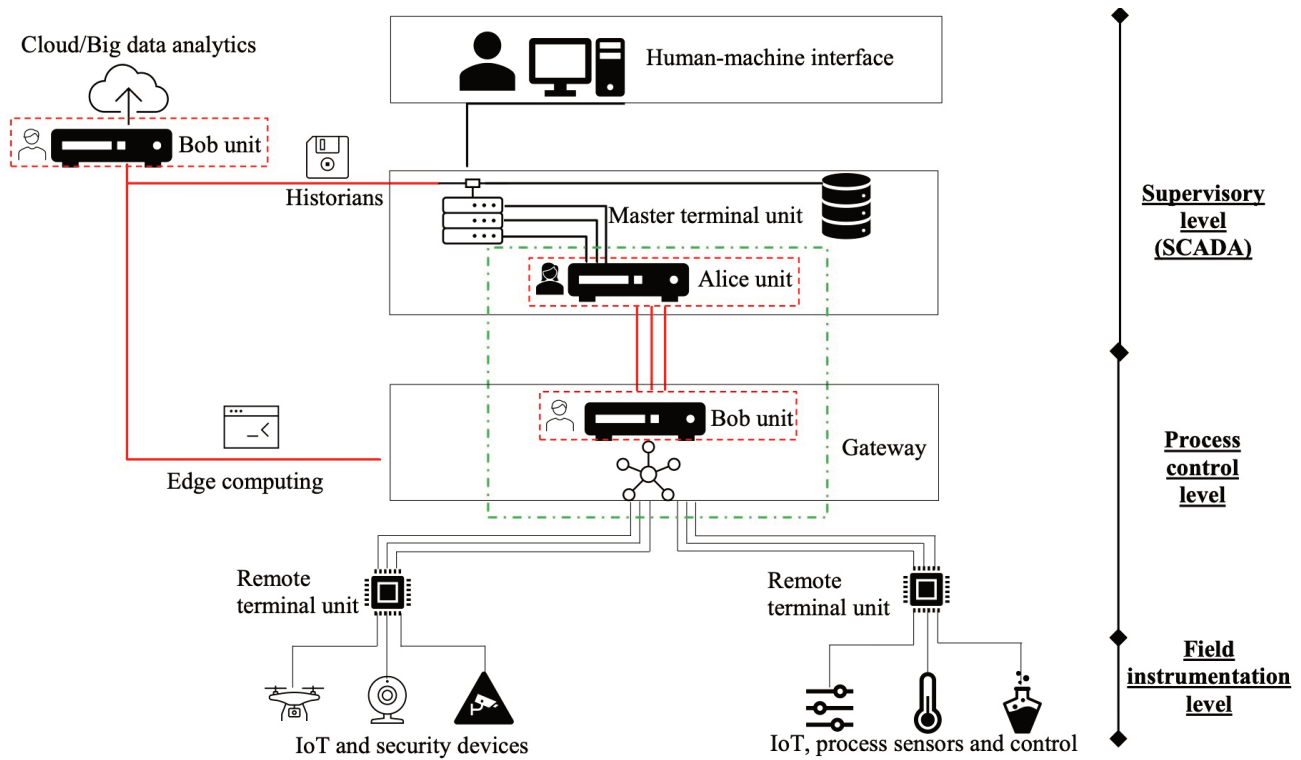 Cloud/Big data analytics
Human-machine interface
Bob unit
Historians
Master terminal unit
Alice unit
Supervisory
level
(SCADA)
Bob unit
Gateway
Edge computing
Process
control
level
Remote
terminal unit
Remote
terminal unit
Field
instrumentation
level
IoT and security devices
IoT, process sensors and control